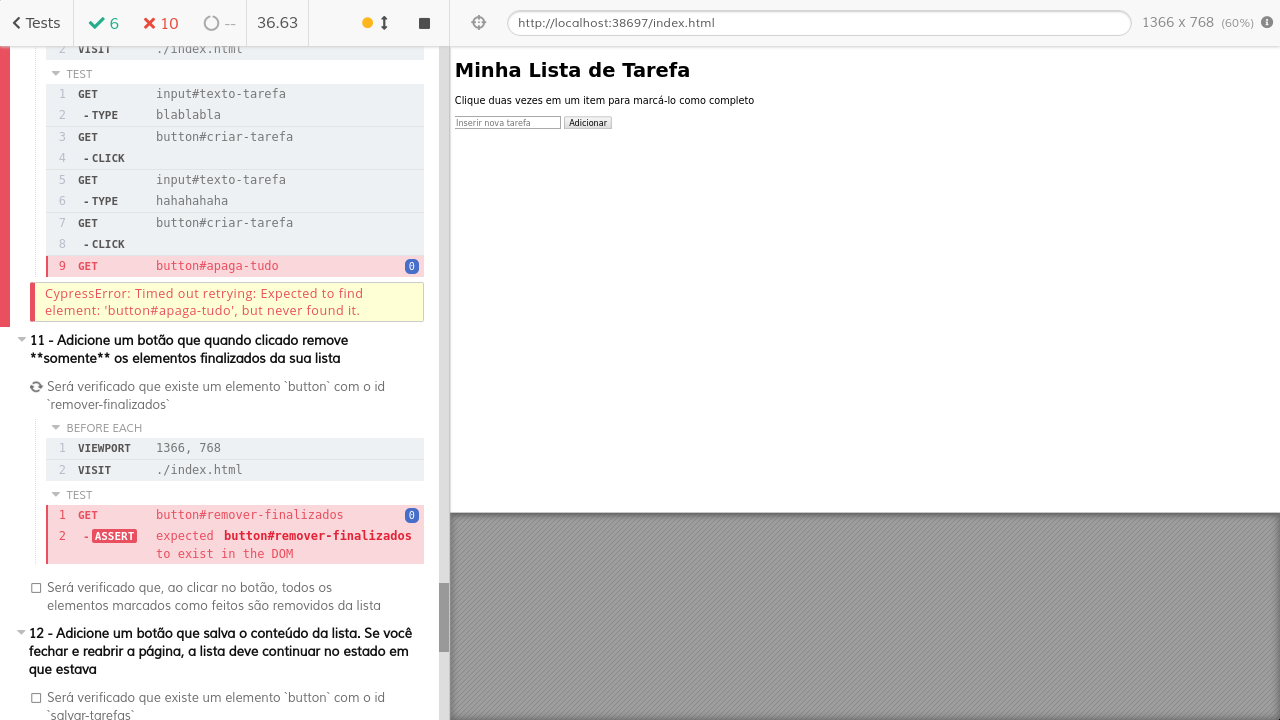 Tests 6 10 -- 36.63
http://localhost:38697/index.html 1366 x 768 (60%)
2 VISIT ./index.html
TEST
1 GET input#texto-tarefa
2 -TYPE blablabla
3 GET button#criar-tarefa
4 -CLICK
5 GET input#texto-tarefa
6 -TYPE hahahahaha
7 GET button#criar-tarefa
8 -CLICK
9 GET button#apaga-tudo 0
CypressError: Timed out retrying: Expected to find
element: 'button#apaga-tudo', but never found it.
11 - Adicione um botão que quando clicado remove
**somente** os elementos finalizados da sua lista
Será verificado que existe um elemento `button` com o id
`remover-finalizados`
BEFORE EACH
1 VIEWPORT 1366, 768
2 VISIT ./index.html
TEST
1 GET button#remover-finalizados 0
2 -ASSERT expected button#remover-finalizados
to exist in the DOM
Será verificado que, ao clicar no botão, todos os
elementos marcados como feitos são removidos da lista
12 - Adicione um botão que salva o conteúdo da lista. Se você
fechar e reabrir a página, a lista deve continuar no estado em
que estava
Será verificado que existe um elemento `button` com o id
`salvar-tarefas`
Minha Lista de Tarefa
Clique duas vezes em um item para marcá-lo como completo
Inserir nova tarefa Adicionar